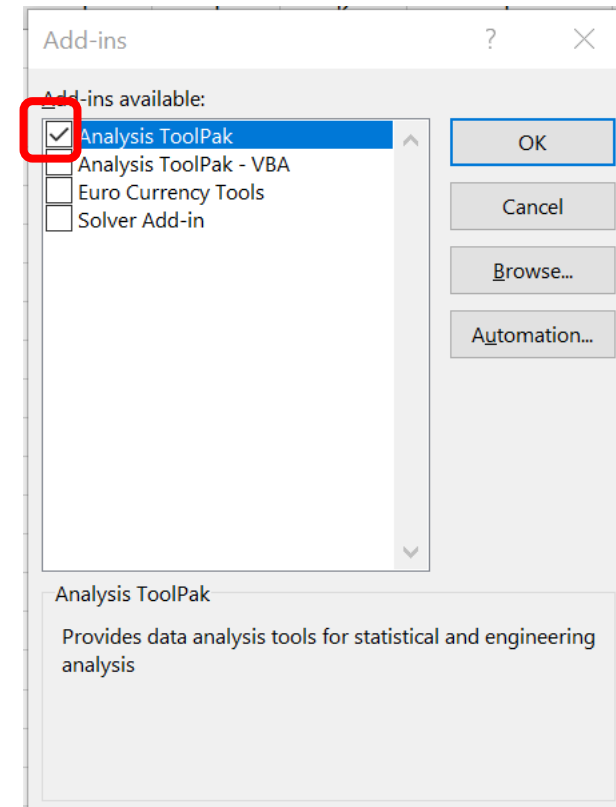 Add-ins
Add-ins available:
Analysis ToolPak
Analysis ToolPak - VBA
Euro Currency Tools
Solver Add-in
OK
Cancel
Browse...
Automation...
Analysis ToolPak
Provides data analysis tools for statistical and engineering
analysis